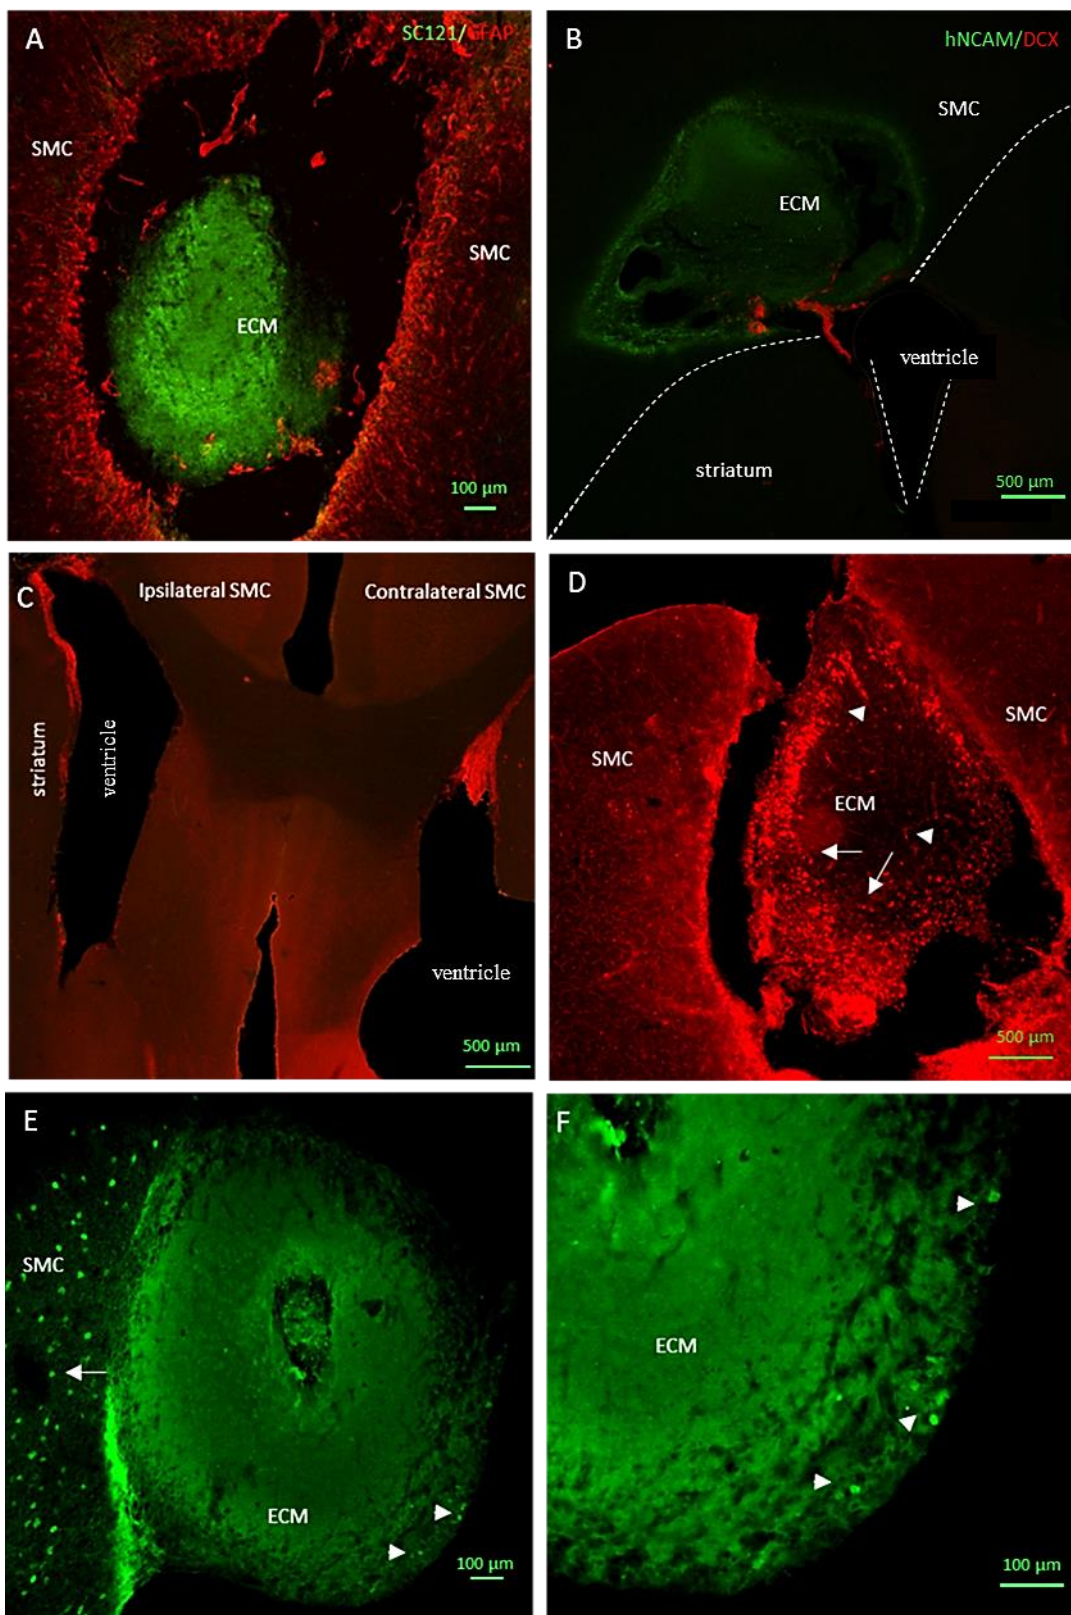 A
SC121/GFAP
SMC
SMC
ECM
100 µm
B
hNCAM/DCX
SMC
ECM
ventricle
striatum
500 µm
C
Ipsilateral SMC
Contralateral SMC
striatum
ventricle
ventricle
500 µm
D
SMC
SMC
ECM
500 µm
E
SMC
ECM
100 µm
F
ECM
100 µm